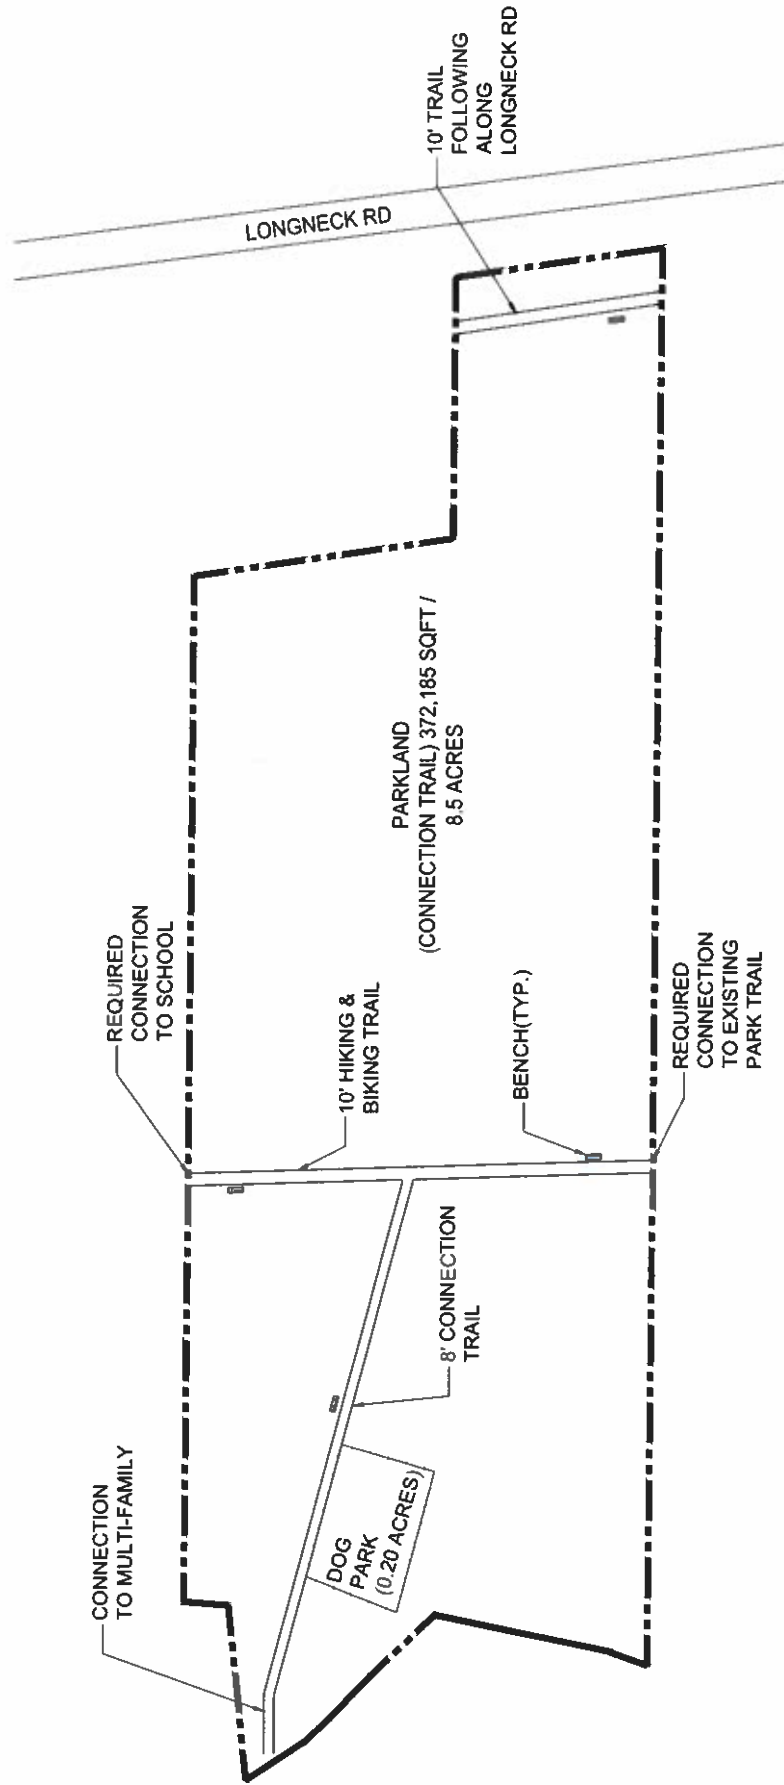 LONGNECK RD
10' TRAIL
FOLLOWING
ALONG
LONGNECK RD
PARKLAND
(CONNECTION TRAIL) 372,185 SQFT /
8.5 ACRES
REQUIRED
CONNECTION
TO SCHOOL
10' HIKING &
BIKING TRAIL
BENCH(TYP.)
REQUIRED
CONNECTION
TO EXISTING
PARK TRAIL
8' CONNECTION
TRAIL
CONNECTION
TO MULTI-FAMILY
DOG
PARK
(0.20 ACRES)